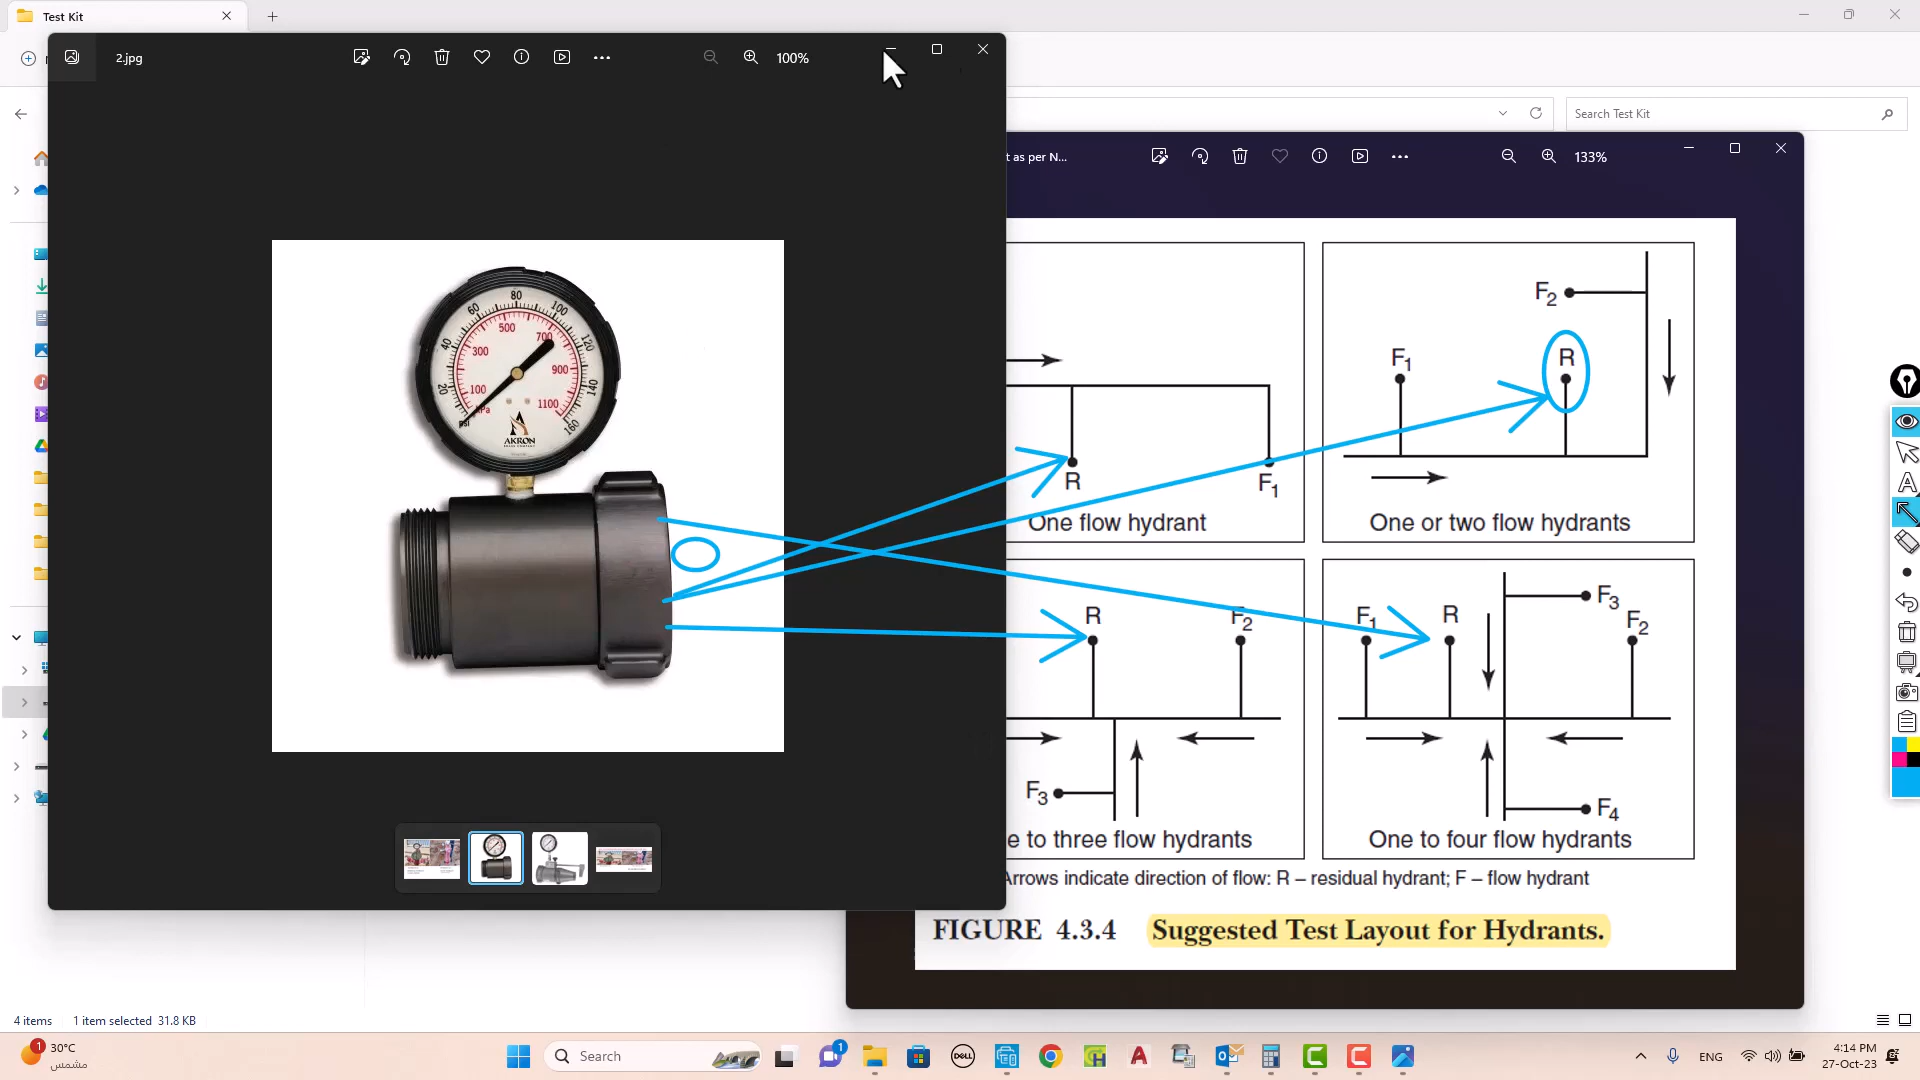 Test Kit
2.jpg
100%
Search Test Kit
t as per N...
133%
80
60
100
500
700
40
120
300
900
20
140
100
1100
kPa
psi
160
AKRON
F2
F1
R
R
F1
One flow hydrant
One or two flow hydrants
R
F2
F1
R
F3
F2
F3
F4
e to three flow hydrants
One to four flow hydrants
Arrows indicate direction of flow: R – residual hydrant; F – flow hydrant
FIGURE 4.3.4 Suggested Test Layout for Hydrants.
4 items 1 item selected 31.8 KB
1
30°C
مشمس
Search
1
DELL
ENG
4:14 PM
27-Oct-23